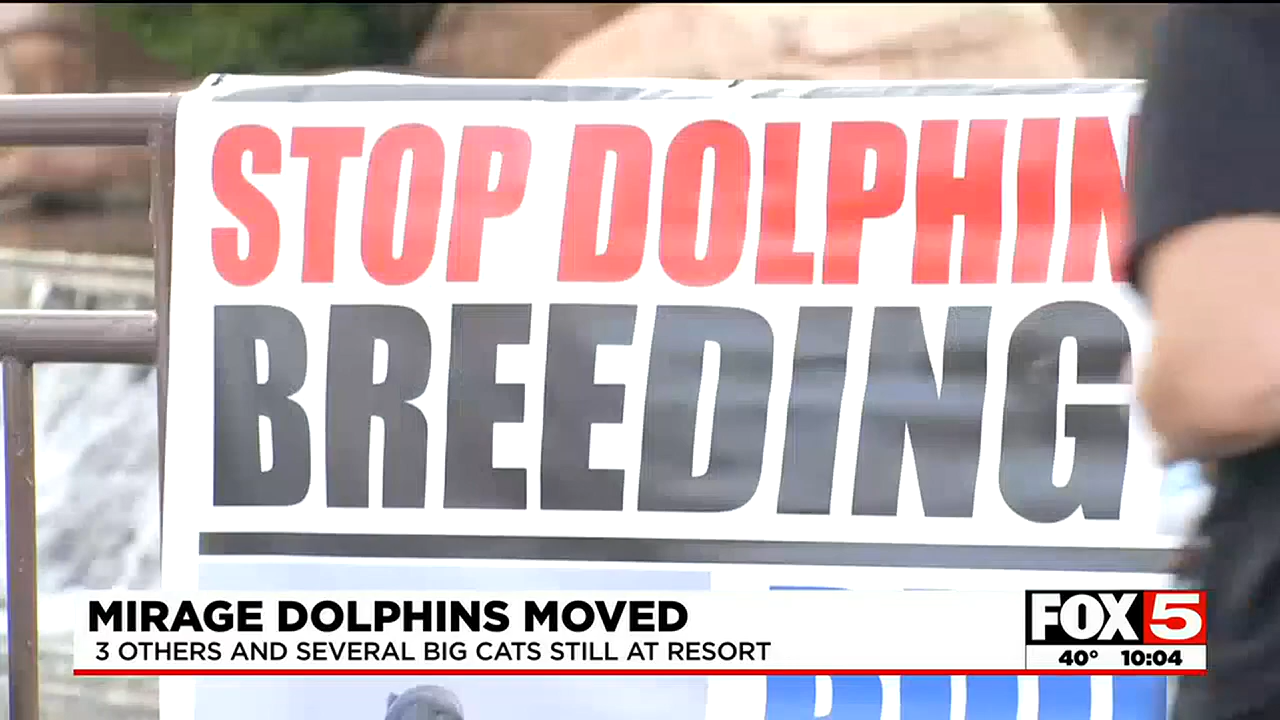 STOP DOLPHIN
BREEDING
MIRAGE DOLPHINS MOVED
3 OTHERS AND SEVERAL BIG CATS STILL AT RESORT
FOX 5
40° 10:04